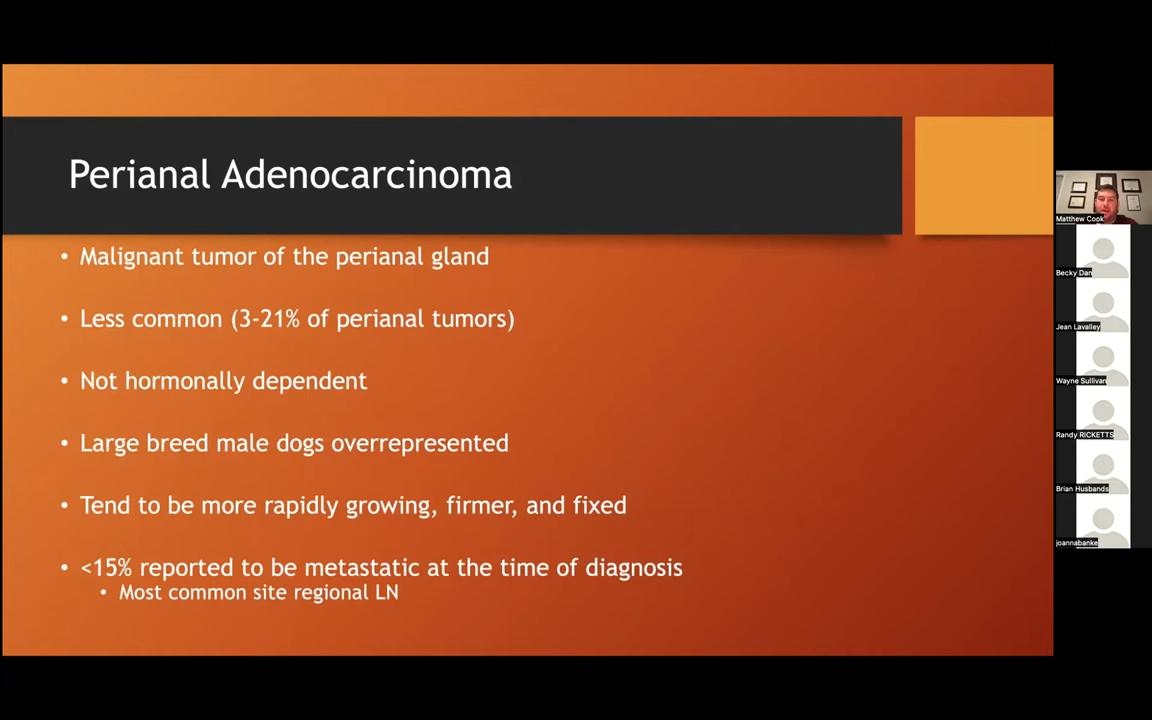 Perianal Adenocarcinoma
• Malignant tumor of the perianal gland
• Less common (3-21% of perianal tumors)
• Not hormonally dependent
• Large breed male dogs overrepresented
• Tend to be more rapidly growing, firmer, and fixed
• <15% reported to be metastatic at the time of diagnosis
• Most common site regional LN
Matthew Cook
Becky Dan
Jean Lavalley
Wayne Sullivan
Randy RICKETTS
Brian Husbands
joannabanke